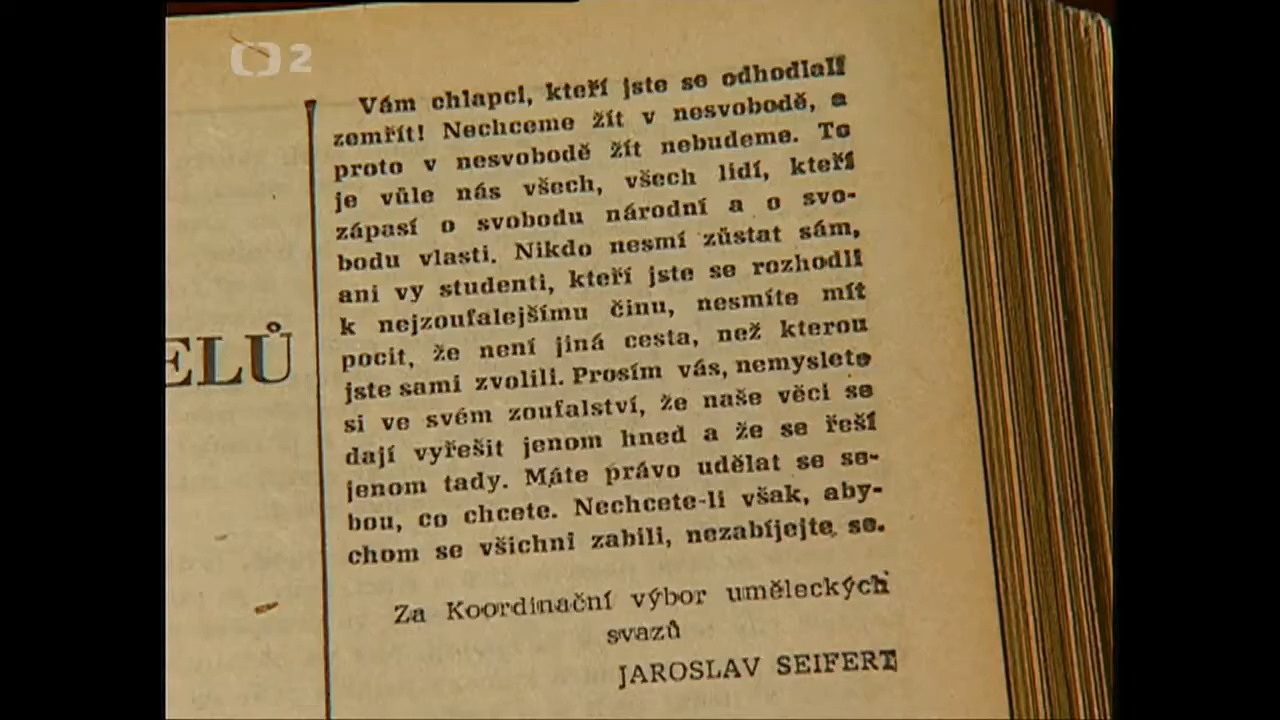 2
Vám chlapci, kteří jste se odhodlali
zemřít! Nechceme žít v nesvobodě, a
proto v nesvobodě žít nebudeme. To
je vůle nás všech, všech lidí, kteří
zápasí o svobodu národní a o svo-
bodu vlasti. Nikdo nesmí zůstat sám,
ani vy studenti, kteří jste se rozhodli
k nejzoufalejšímu činu, nesmíte mít
pocit, že není jiná cesta, než kterou
jste sami zvolili. Prosím vás, nemyslete
si ve svém zoufalství, že naše věci se
dají vyřešit jenom hned a že se řeší
jenom tady. Máte právo udělat se se-
bou, co chcete. Nechcete-li však, aby-
chom se všichni zabili, nezabíjejte se.
Za Koordinační výbor uměleckých
svazů
JAROSLAV SEIFERT
ELŮ